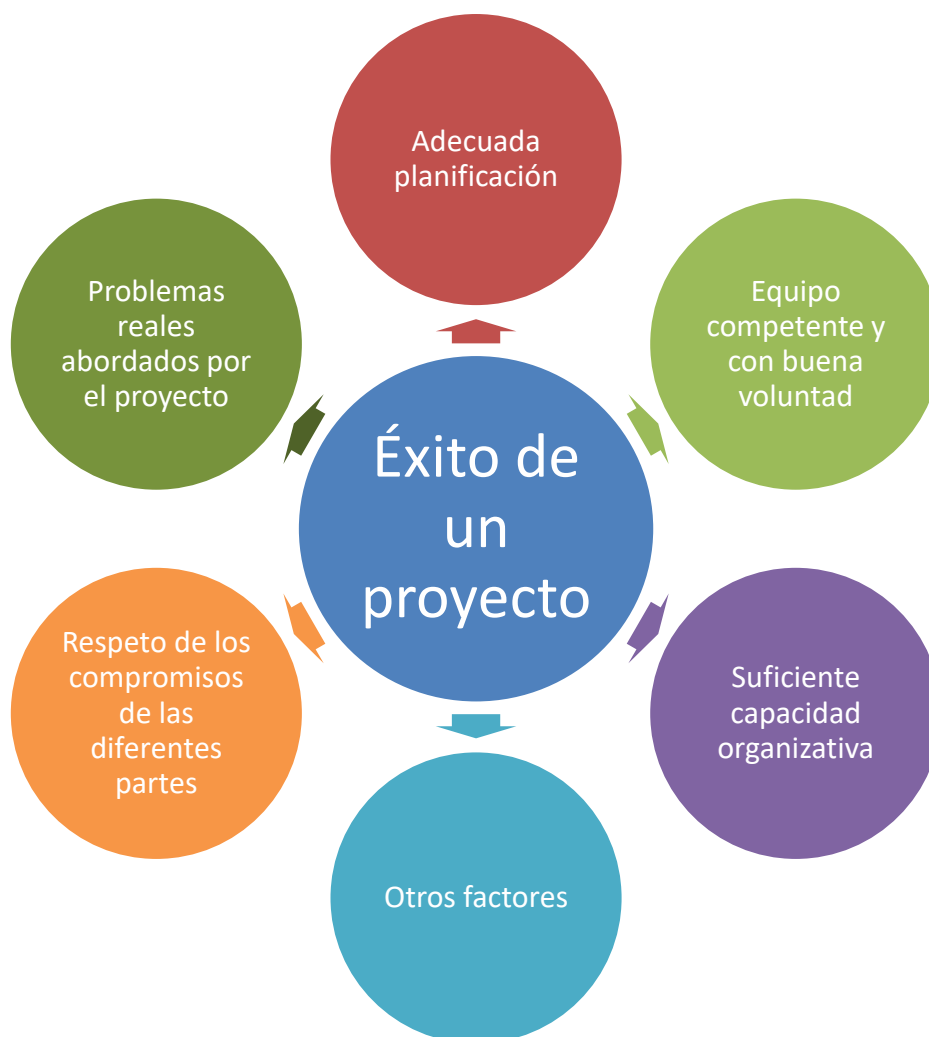 Adecuada
planificación
Problemas
reales
abordados por
el proyecto
Equipo
competente y
con buena
voluntad
Éxito de
un
proyecto
Respeto de los
compromisos
de las
diferentes
partes
Suficiente
capacidad
organizativa
Otros factores